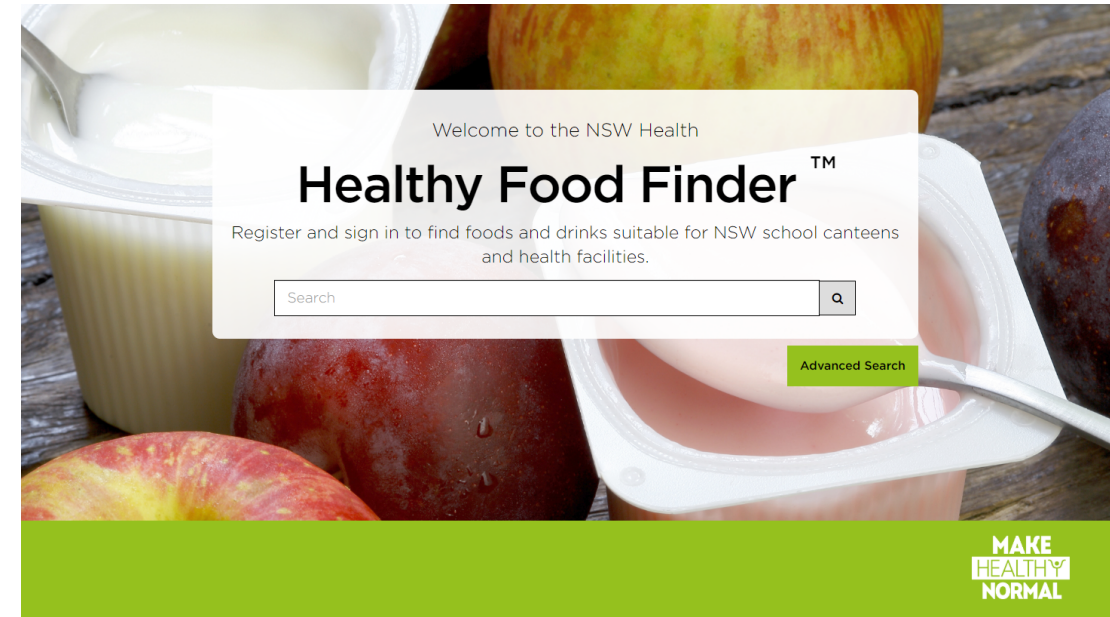 Welcome to the NSW Health
Healthy Food Finder ™
Register and sign in to find foods and drinks suitable for NSW school canteens
and health facilities.
Search
Advanced Search
MAKE
HEALTHY
NORMAL